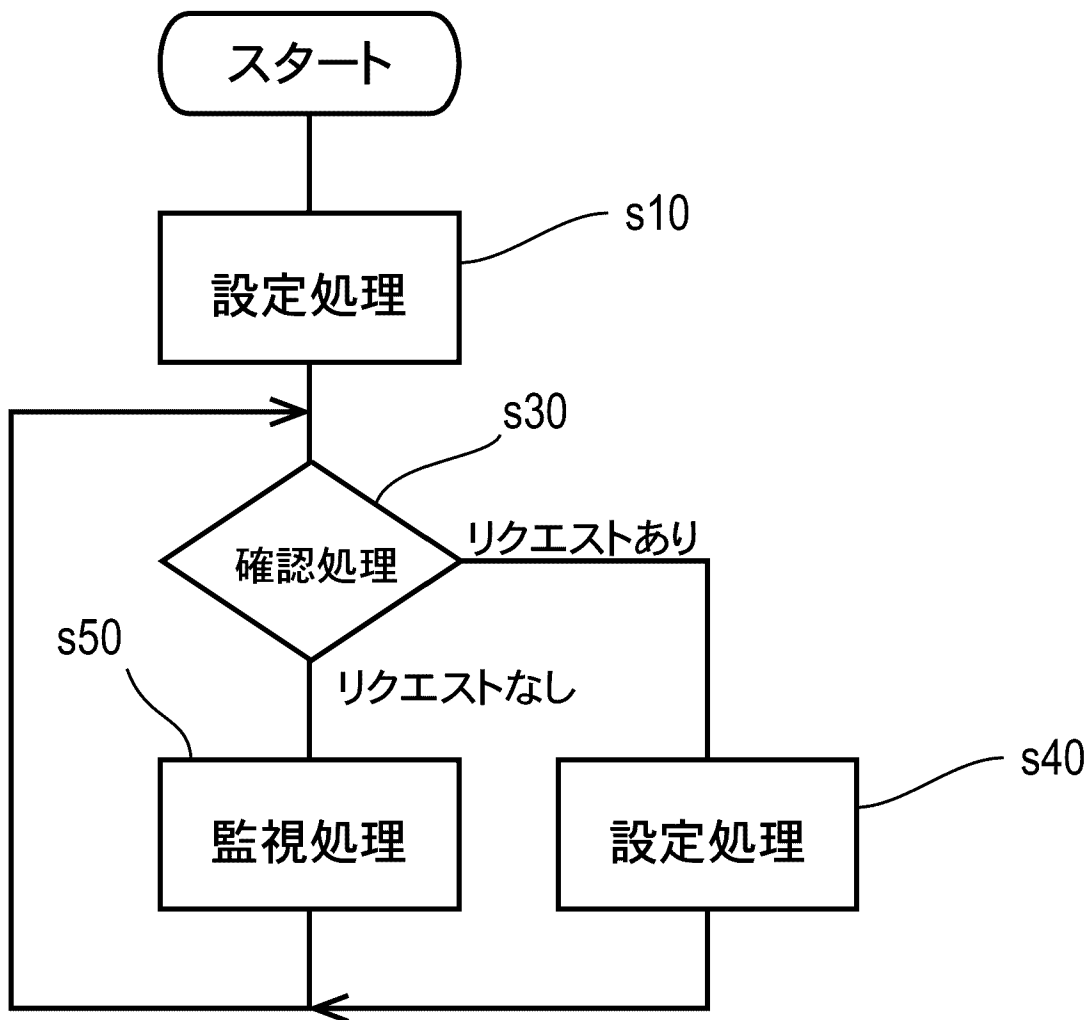 スタート
s10
設定処理
s30
リクエストあり
確認処理
s50
リクエストなし
s40
監視処理
設定処理